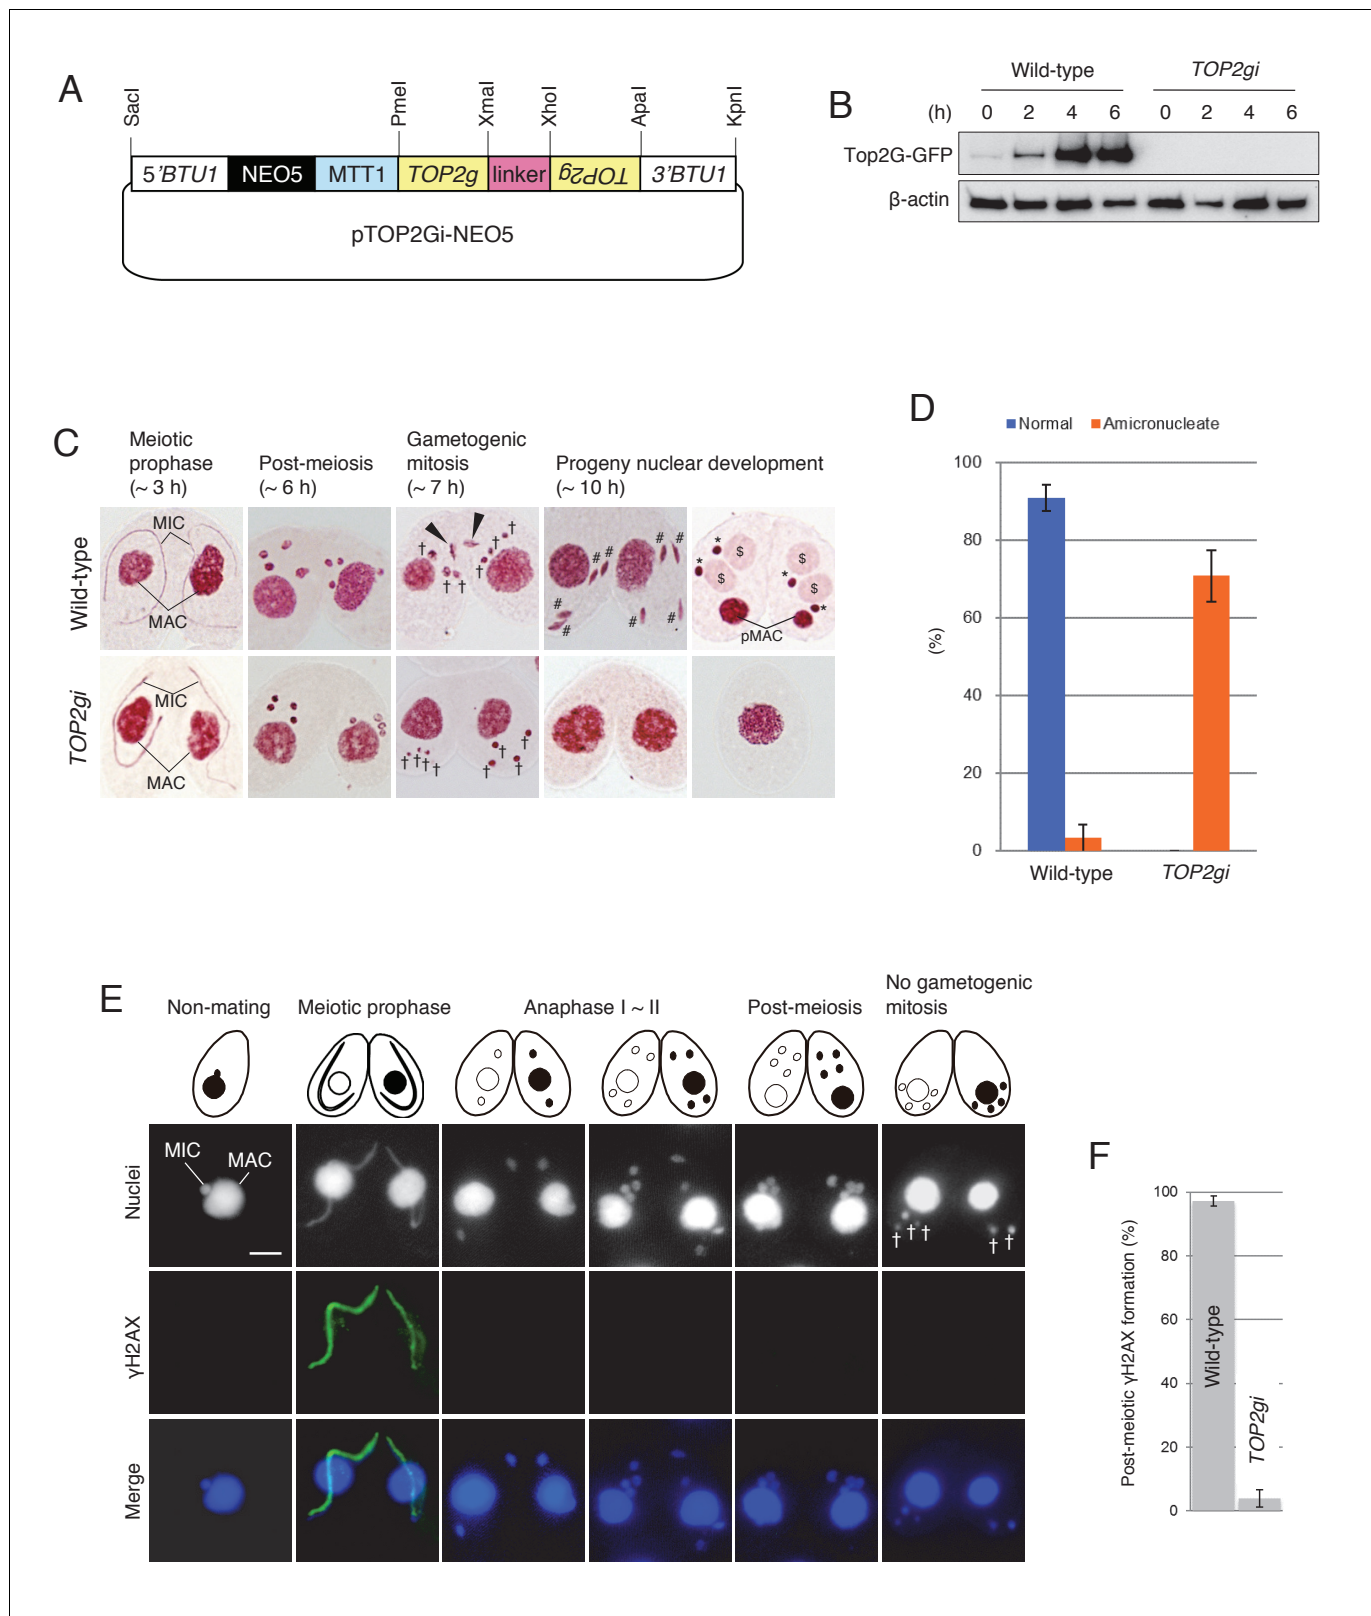 A
SacI
PmeI
XmaI
XhoI
ApaI
KpnI
5'BTU1 NEO5 MTT1 TOP2g linker TOP2g 3'BTU1
pTOP2Gi-NEO5
B
Wild-type TOP2gi
(h) 0 2 4 6 0 2 4 6
Top2G-GFP
β-actin
C
Meiotic
prophase
(~ 3 h)
Post-meiosis
(~ 6 h)
Gametogenic
mitosis
(~ 7 h)
Progeny nuclear development
(~ 10 h)
Wild-type
MIC
MAC
† † † † † †
# # # # # # # #
* $ * $ * $ $ *
pMAC
TOP2gi
MIC
MAC
† † † † † † † †
D
Normal Amicronucleate
100
80
60
40
20
0
(%)
Wild-type TOP2gi
E
Non-mating
Meiotic prophase
Anaphase I ~ II
Post-meiosis
No gametogenic
mitosis
Nuclei
MIC
MAC
† † † † †
γH2AX
Merge
F
Post-meiotic γH2AX formation (%)
100
80
60
40
20
0
Wild-type
TOP2gi